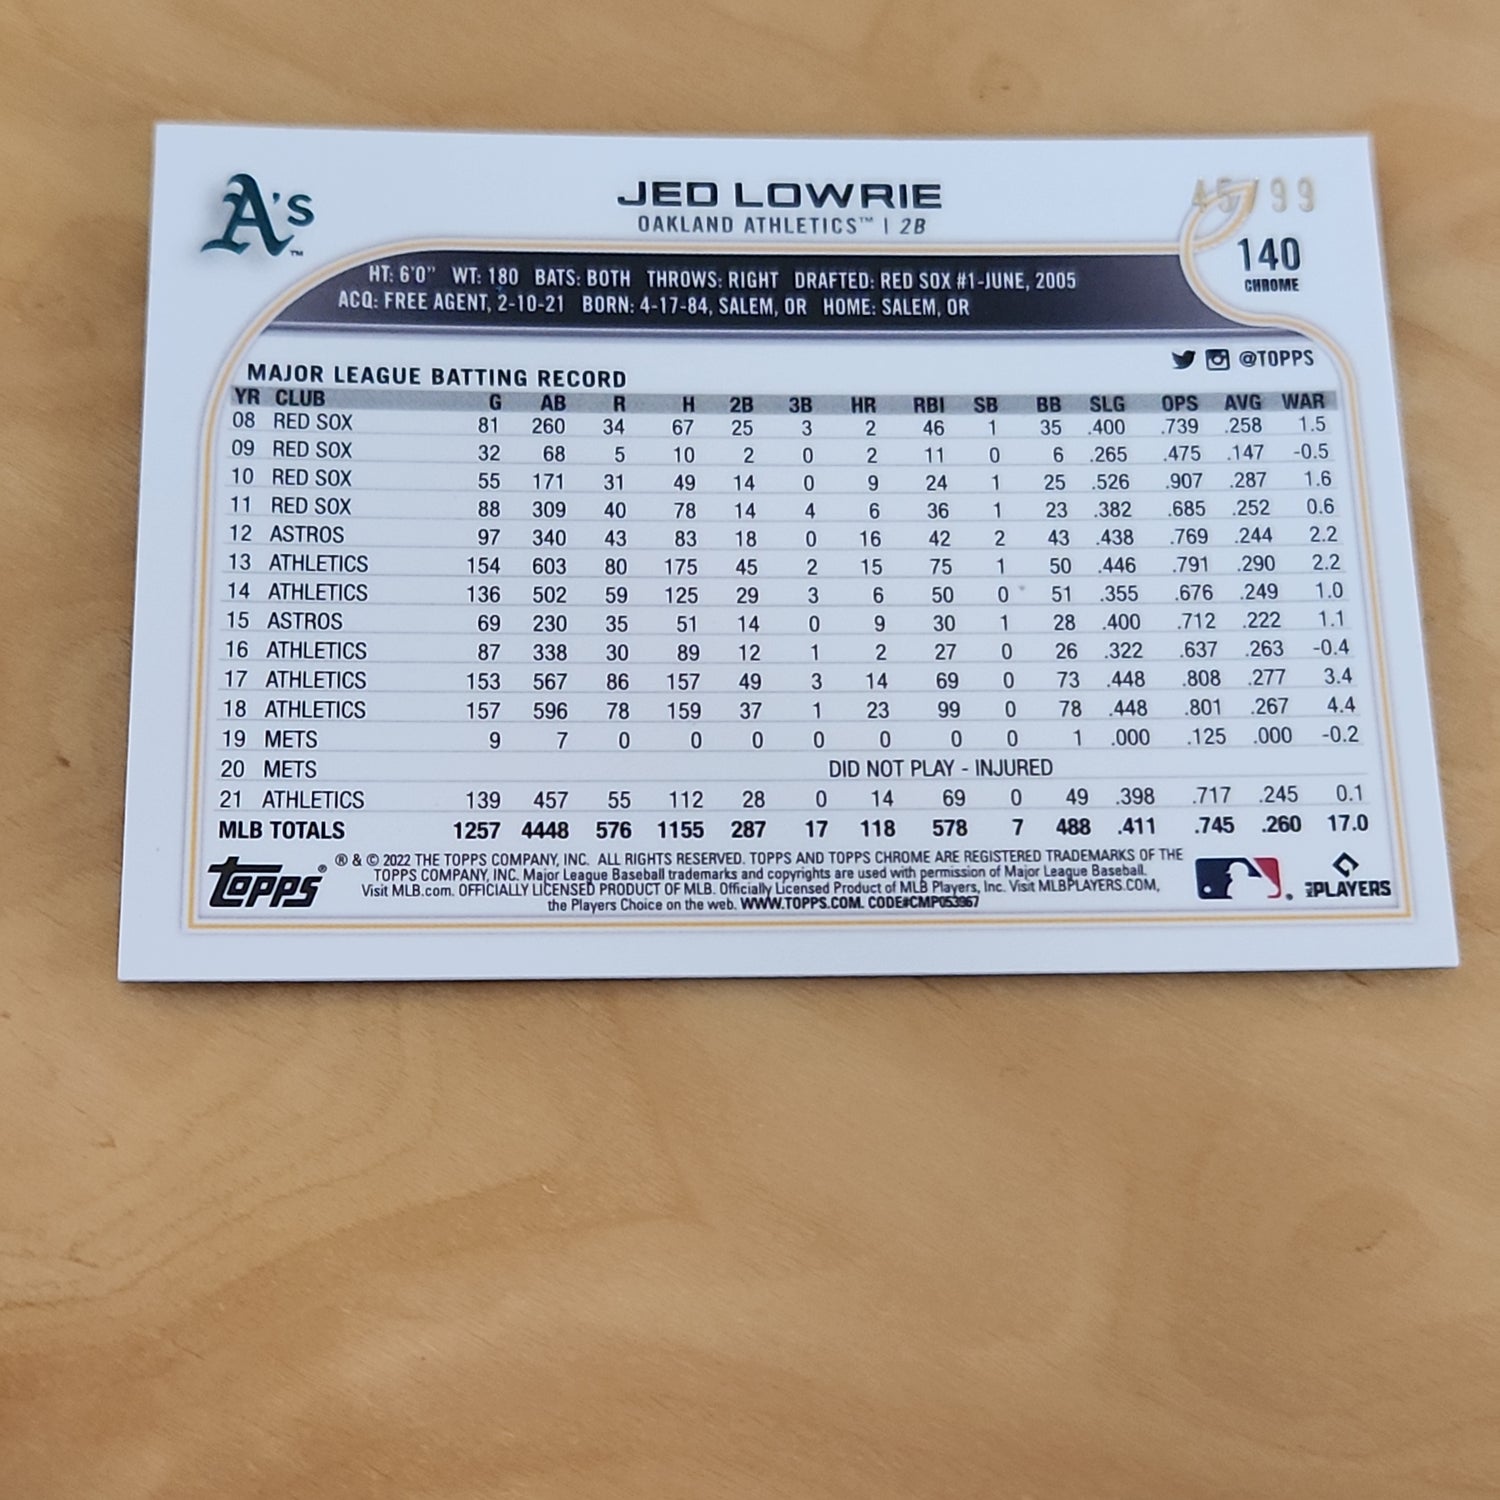 A's™
JED LOWRIE
45/99
OAKLAND ATHLETICS™ | 2B
140
CHROME
HT: 6'0" WT: 180 BATS: BOTH THROWS: RIGHT DRAFTED: RED SOX #1-JUNE, 2005
ACQ: FREE AGENT, 2-10-21 BORN: 4-17-84, SALEM, OR HOME: SALEM, OR
@TOPPS
MAJOR LEAGUE BATTING RECORD
YR CLUB G AB R H 2B 3B HR RBI SB BB SLG OPS AVG WAR
08 RED SOX 81 260 34 67 25 3 2 46 1 35 .400 .739 .258 1.5
09 RED SOX 32 68 5 10 2 0 2 11 0 6 .265 .475 .147 -0.5
10 RED SOX 55 171 31 49 14 0 9 24 1 25 .526 .907 .287 1.6
11 RED SOX 88 309 40 78 14 4 6 36 1 23 .382 .685 .252 0.6
12 ASTROS 97 340 43 83 18 0 16 42 2 43 .438 .769 .244 2.2
13 ATHLETICS 154 603 80 175 45 2 15 75 1 50 .446 .791 .290 2.2
14 ATHLETICS 136 502 59 125 29 3 6 50 0 51 .355 .676 .249 1.0
15 ASTROS 69 230 35 51 14 0 9 30 1 28 .400 .712 .222 1.1
16 ATHLETICS 87 338 30 89 12 1 2 27 0 26 .322 .637 .263 -0.4
17 ATHLETICS 153 567 86 157 49 3 14 69 0 73 .448 .808 .277 3.4
18 ATHLETICS 157 596 78 159 37 1 23 99 0 78 .448 .801 .267 4.4
19 METS 9 7 0 0 0 0 0 0 0 1 .000 .125 .000 -0.2
20 METS DID NOT PLAY - INJURED
21 ATHLETICS 139 457 55 112 28 0 14 69 0 49 .398 .717 .245 0.1
MLB TOTALS 1257 4448 576 1155 287 17 118 578 7 488 .411 .745 .260 17.0
topps®
® & © 2022 THE TOPPS COMPANY, INC. ALL RIGHTS RESERVED. TOPPS AND TOPPS CHROME ARE REGISTERED TRADEMARKS OF THE
TOPPS COMPANY, INC. Major League Baseball trademarks and copyrights are used with permission of Major League Baseball.
Visit MLB.com. OFFICIALLY LICENSED PRODUCT OF MLB. Officially Licensed Product of MLB Players, Inc. Visit MLBPLAYERS.COM,
the Players Choice on the web. WWW.TOPPS.COM. CODE#CMP053967
MLB PLAYERS